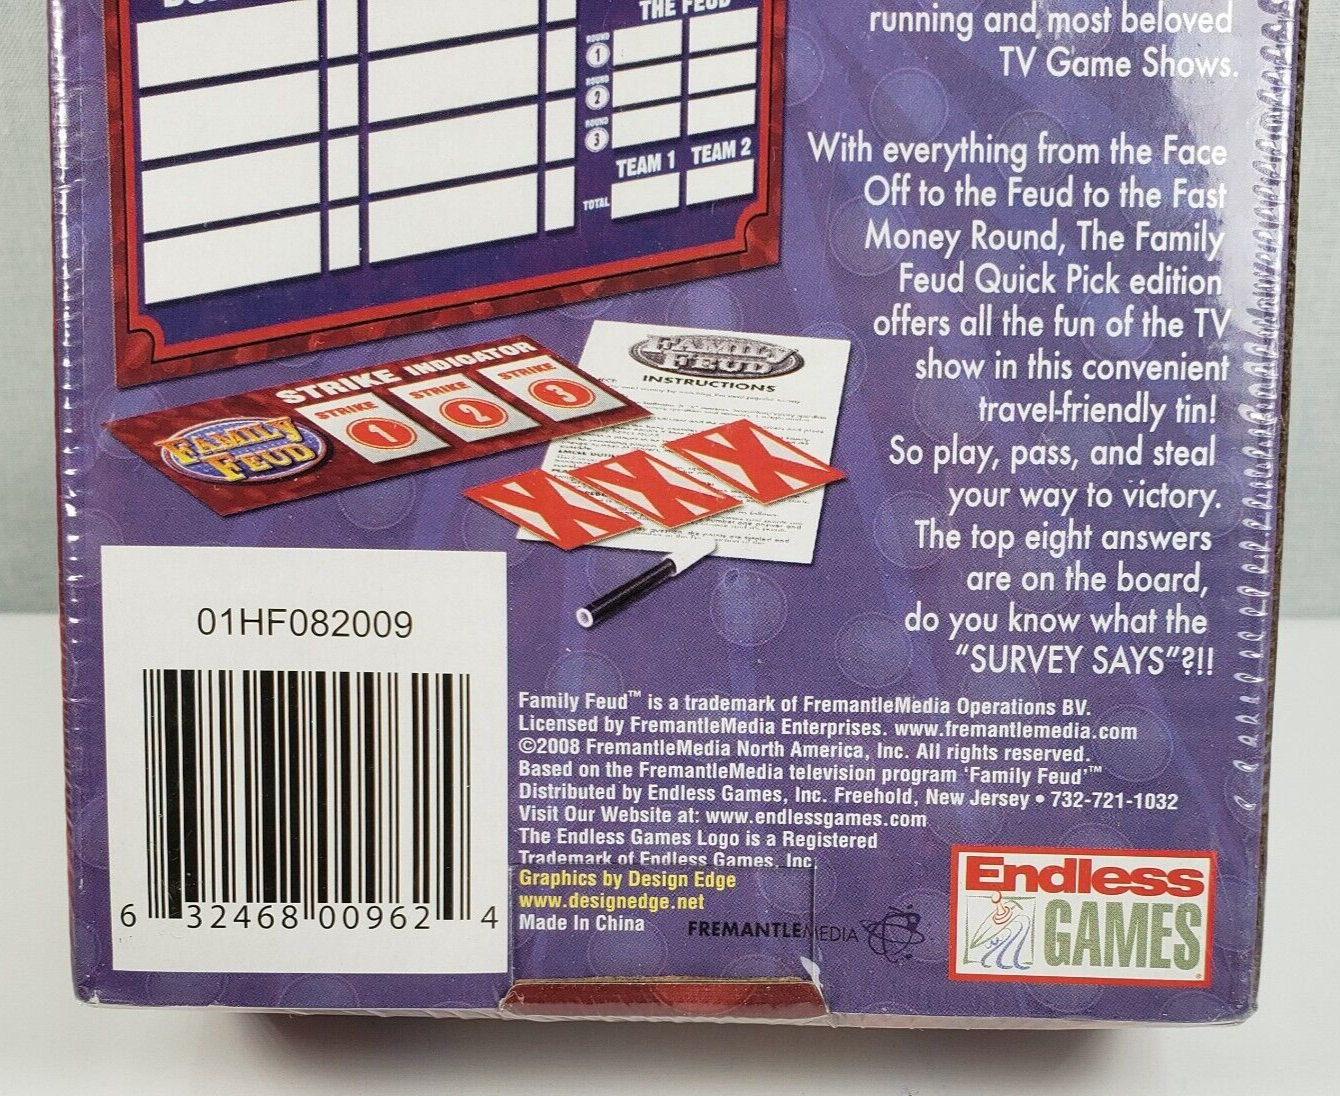 THE FEUD
ROUND
1
ROUND
2
ROUND
3
TEAM 1 TEAM 2
TOTAL
running and most beloved
TV Game Shows.
With everything from the Face
Off to the Feud to the Fast
Money Round, The Family
Feud Quick Pick edition
offers all the fun of the TV
show in this convenient
travel-friendly tin!
So play, pass, and steal
your way to victory.
The top eight answers
are on the board,
do you know what the
"SURVEY SAYS"?!!
STRIKE INDICATOR
FAMILY
FEUD
STRIKE
1
STRIKE
2
STRIKE
3
FAMILY
FEUD
INSTRUCTIONS
X X X
01HF082009
6 32468 00962 4
Family Feud™ is a trademark of FremantleMedia Operations BV.
Licensed by FremantleMedia Enterprises. www.fremantlemedia.com
©2008 FremantleMedia North America, Inc. All rights reserved.
Based on the FremantleMedia television program 'Family Feud'™
Distributed by Endless Games, Inc. Freehold, New Jersey • 732-721-1032
Visit Our Website at: www.endlessgames.com
The Endless Games Logo is a Registered
Trademark of Endless Games, Inc.
Graphics by Design Edge
www.designedge.net
Made In China
FREMANTLEMEDIA
Endless
GAMES